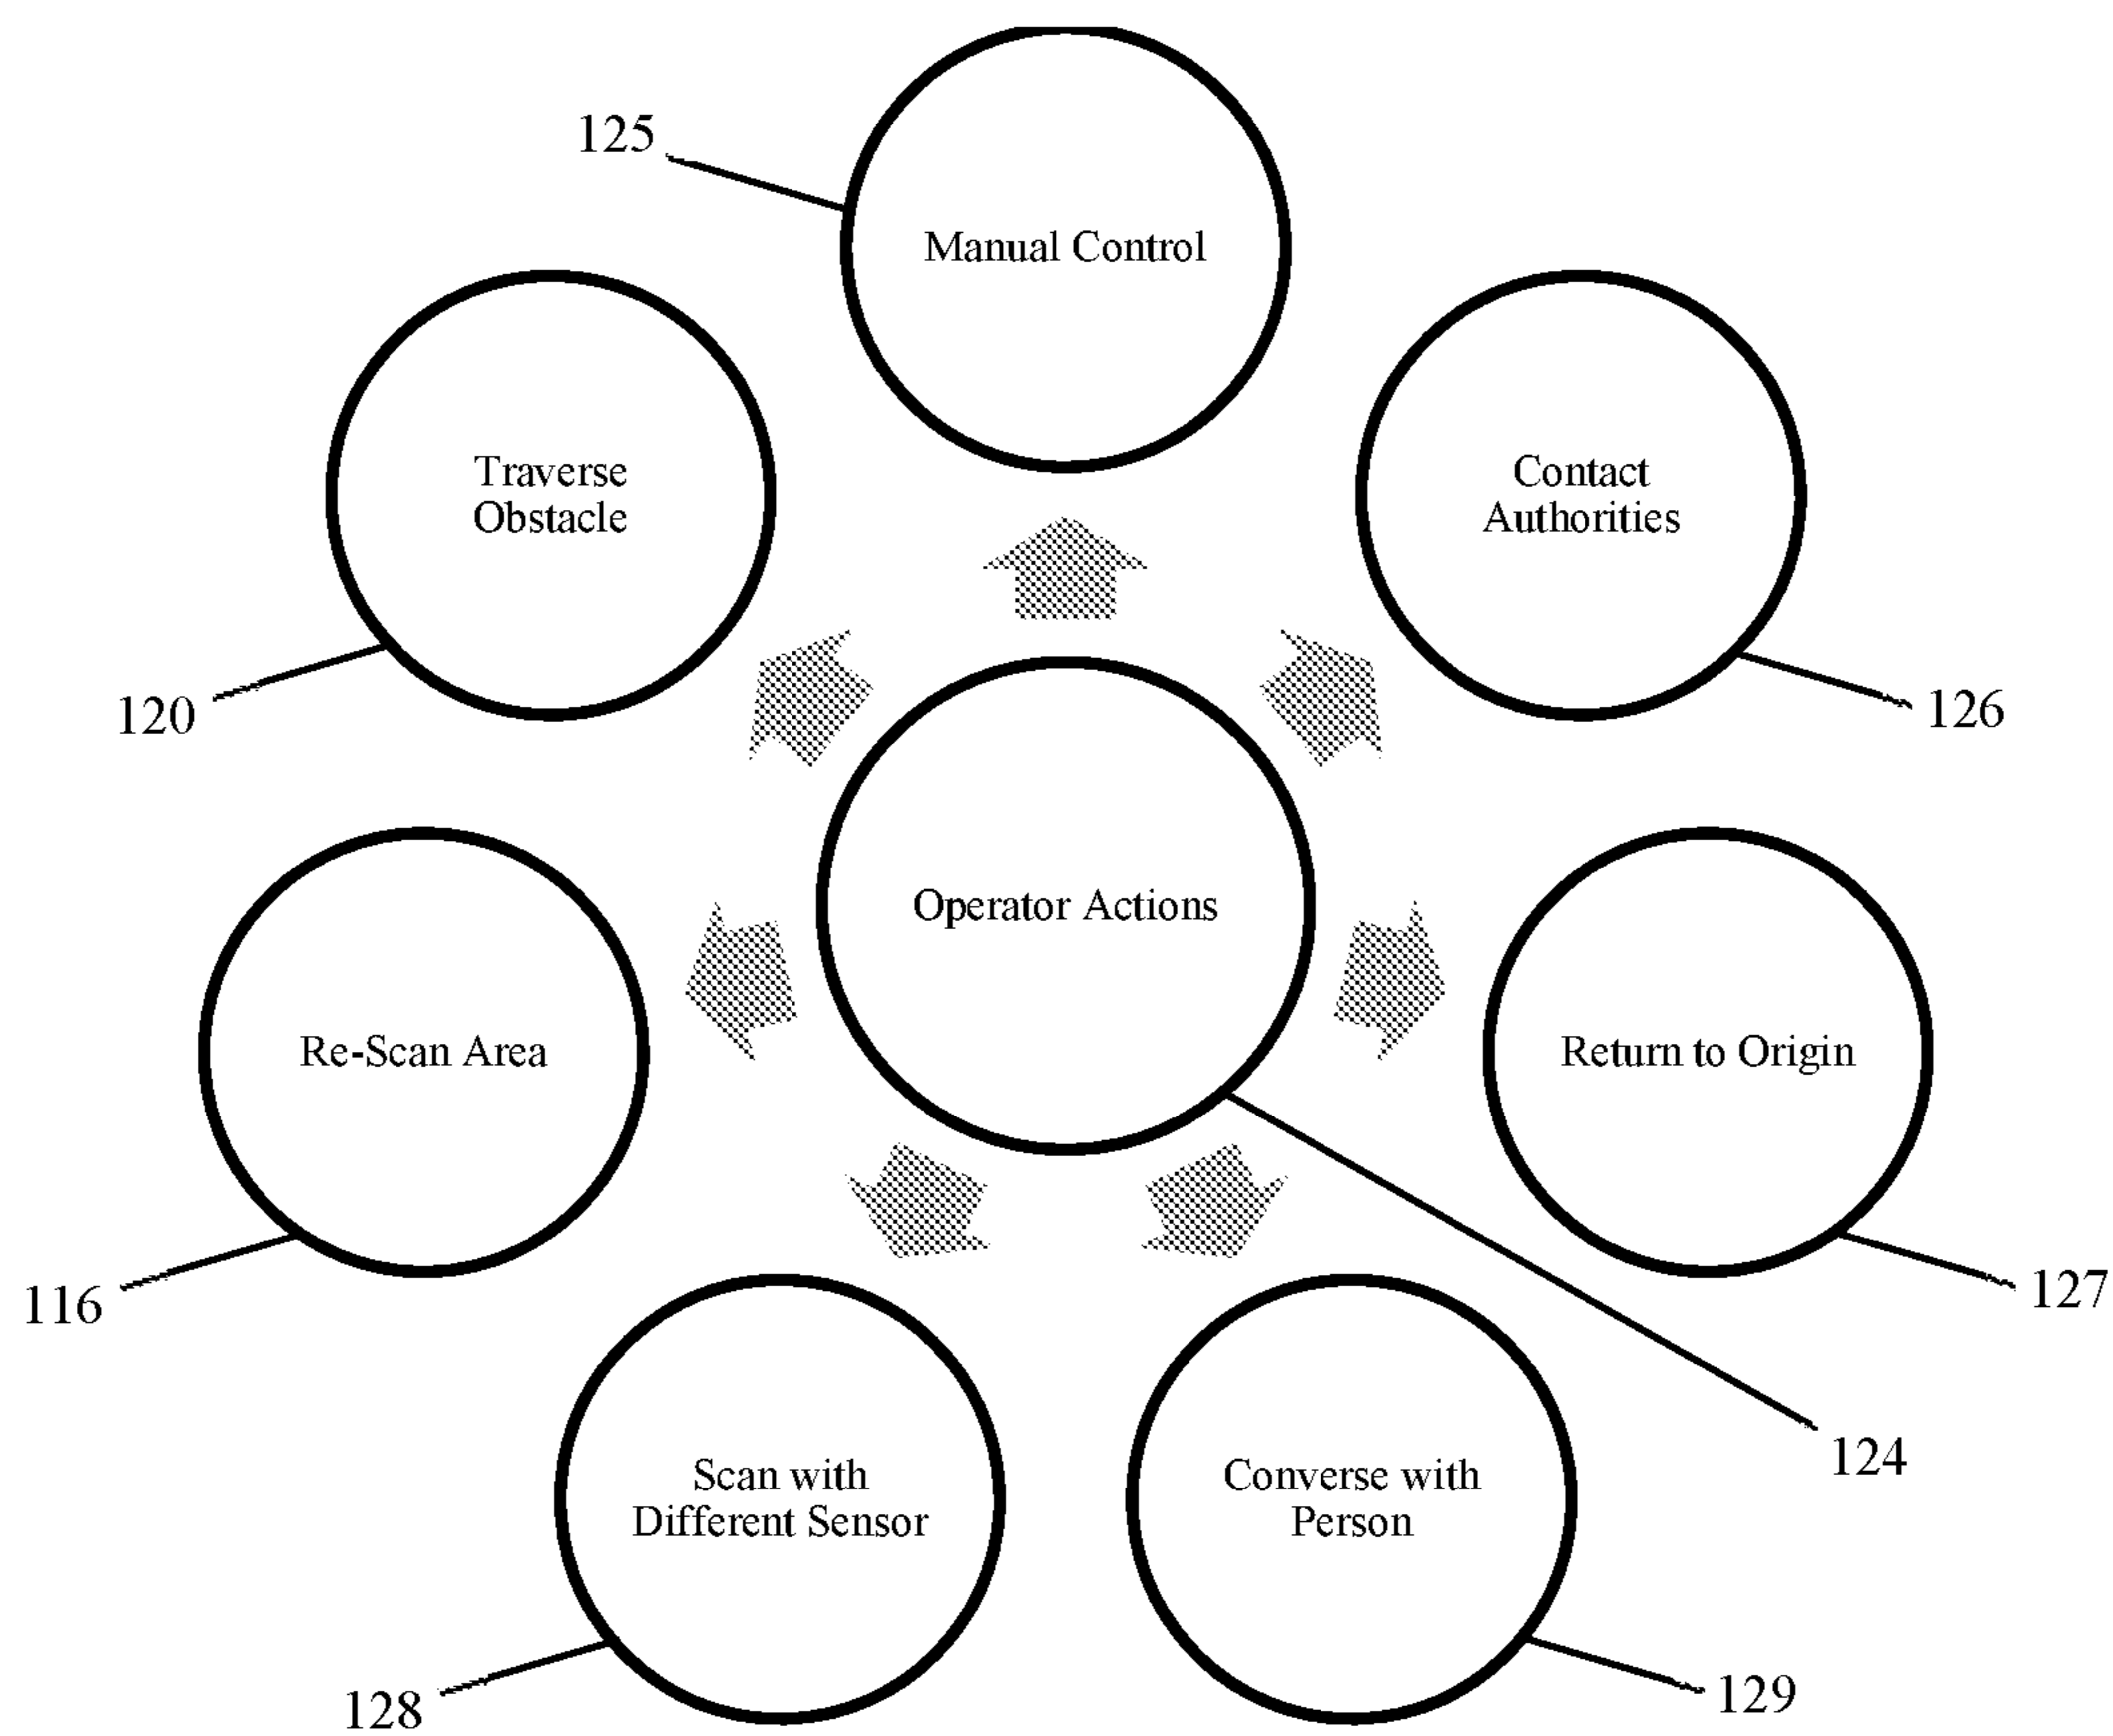 125
Manual Control
Traverse
Obstacle
Contact
Authorities
120
126
Operator Actions
Re-Scan Area
Return to Origin
116
127
124
Scan with
Different Sensor
Converse with
Person
128
129